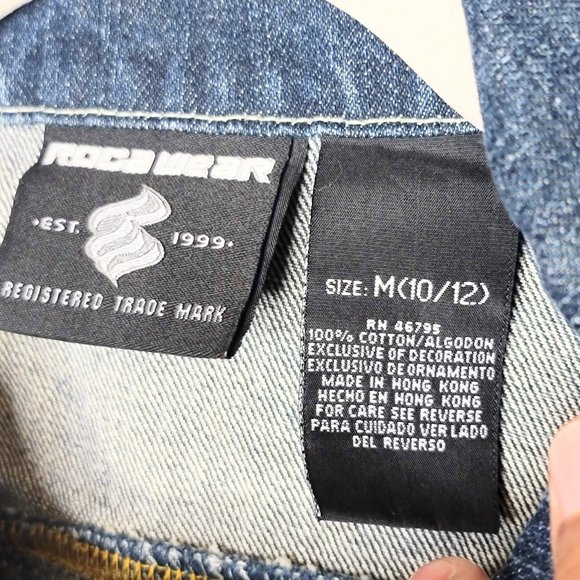 ROCA WEAR
·EST. 1999·
REGISTERED TRADE MARK
SIZE: M(10/12)
RN 46795
100% COTTON/ALGODON
EXCLUSIVE OF DECORATION
EXCLUSIVO DE ORNAMENTO
MADE IN HONG KONG
HECHO EN HONG KONG
FOR CARE SEE REVERSE
PARA CUIDADO VER LADO
DEL REVERSO